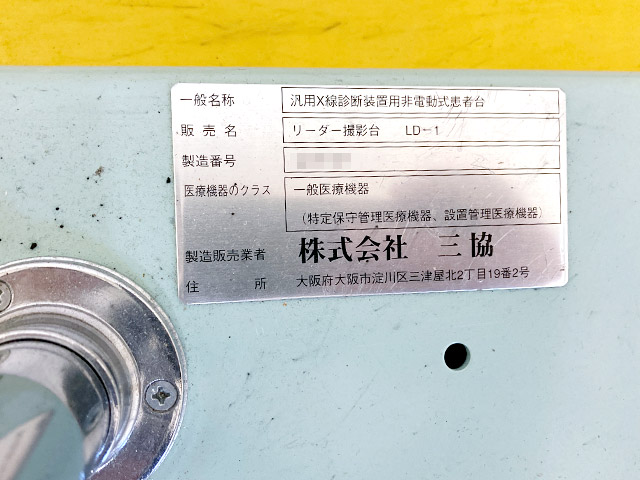 一般名称 汎用X線診断装置用非電動式患者台
販売名 リーダー撮影台 LD-1
製造番号
医療機器のクラス 一般医療機器
(特定保守管理医療機器、設置管理医療機器)
製造販売業者 株式会社 三協
住所 大阪府大阪市淀川区三津屋北2丁目19番2号